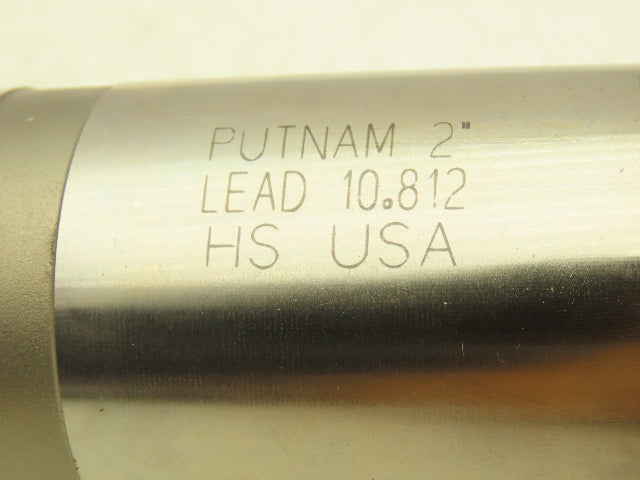 PUTNAM 2"
LEAD 10.812
HS USA